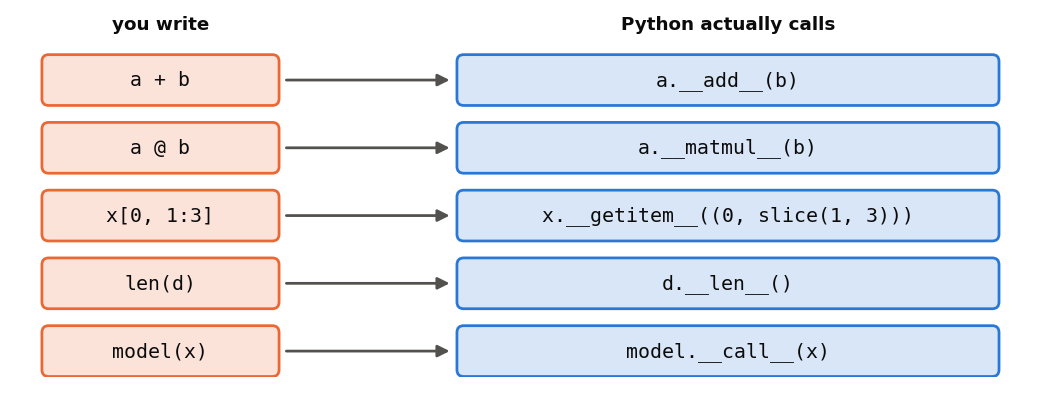 you write Python actually calls
a + b a.__add__(b)
a @ b a.__matmul__(b)
x[0, 1:3] x.__getitem__((0, slice(1, 3)))
len(d) d.__len__()
model(x) model.__call__(x)